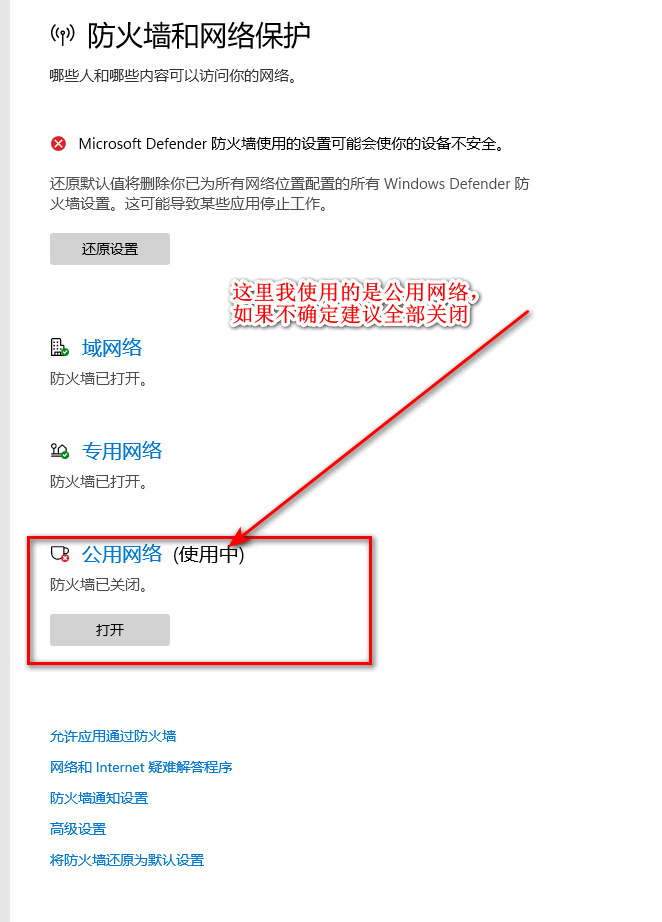 防火墙和网络保护
哪些人和哪些内容可以访问你的网络。
Microsoft Defender 防火墙使用的设置可能会使你的设备不安全。
还原默认值将删除你已为所有网络位置配置的所有 Windows Defender 防
火墙设置。这可能导致某些应用停止工作。
还原设置
这里我使用的是公用网络，
如果不确定建议全部关闭
域网络
防火墙已打开。
专用网络
防火墙已打开。
公用网络 (使用中)
防火墙已关闭。
打开
允许应用通过防火墙
网络和 Internet 疑难解答程序
防火墙通知设置
高级设置
将防火墙还原为默认设置